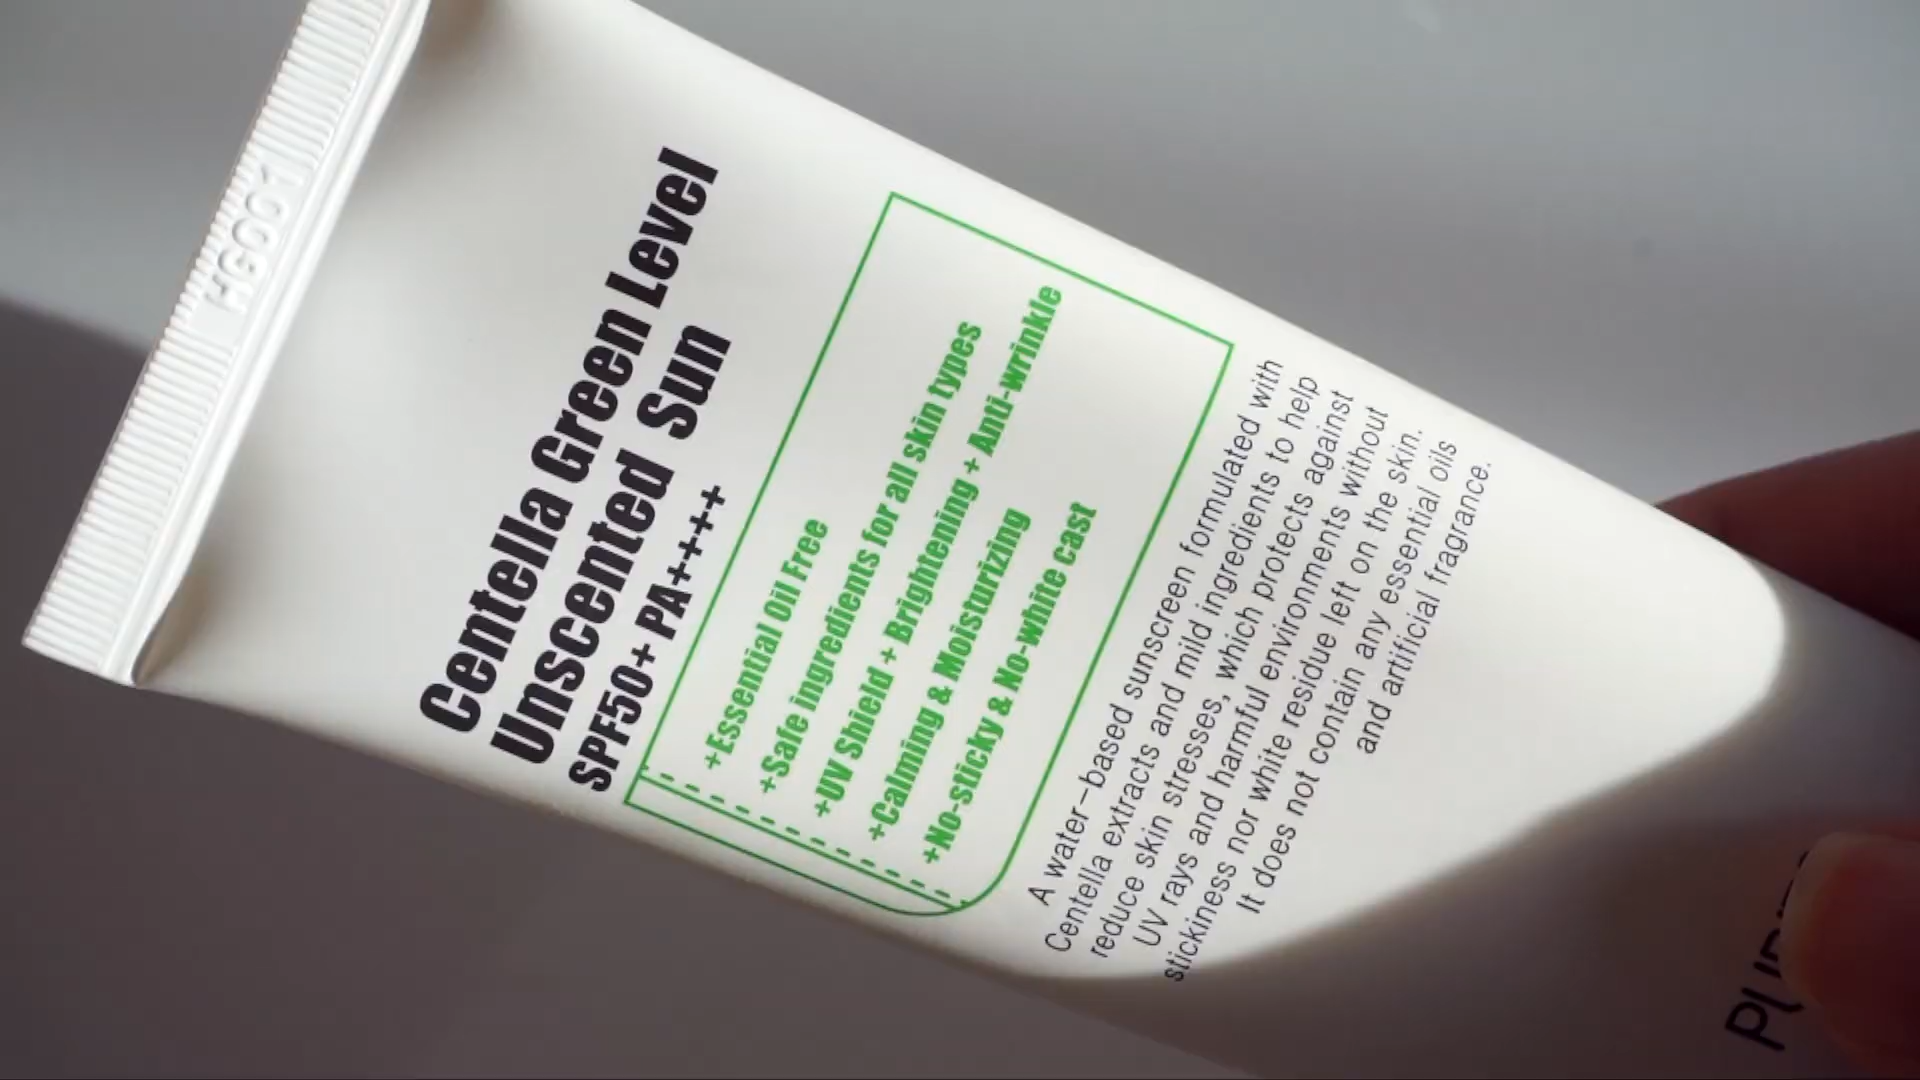 HG001
Centella Green Level
Unscented Sun
SPF50+ PA++++
+Essential Oil Free
+Safe ingredients for all skin types
+UV Shield + Brightening + Anti-wrinkle
+Calming & Moisturizing
+No-sticky & No-white cast
A water-based sunscreen formulated with
Centella extracts and mild ingredients to help
reduce skin stresses, which protects against
UV rays and harmful environments without
stickiness nor white residue left on the skin.
It does not contain any essential oils
and artificial fragrance.